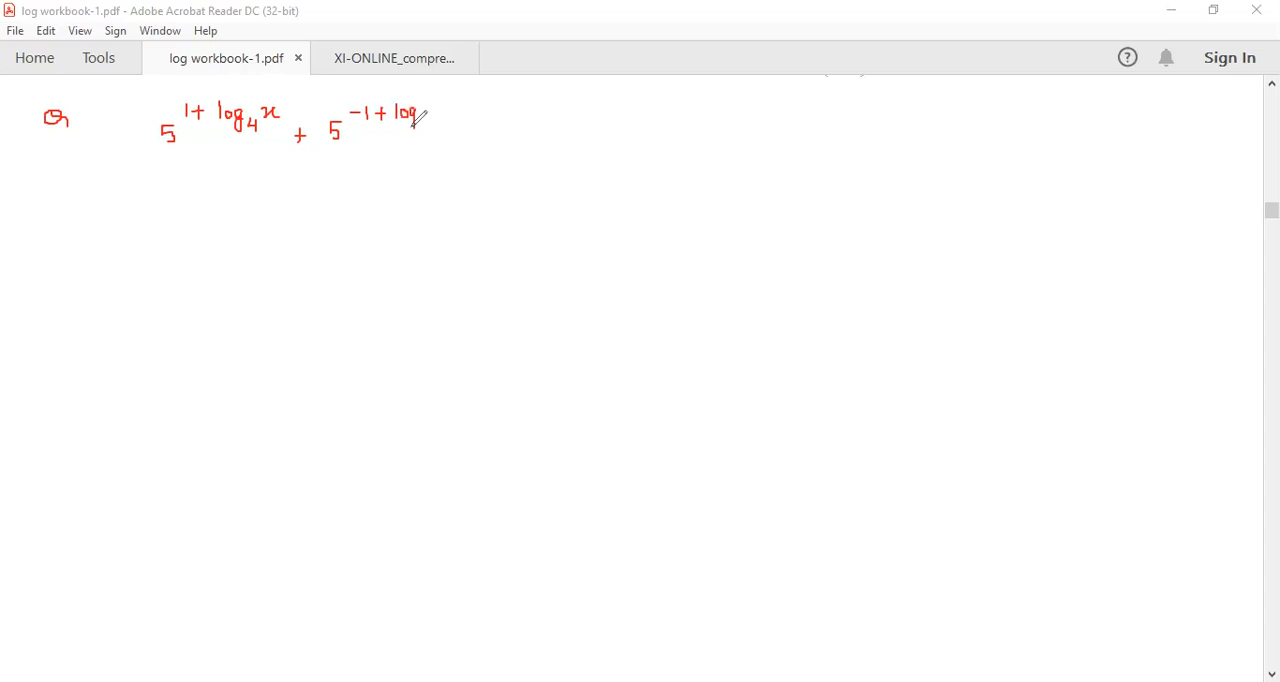 log workbook-1.pdf - Adobe Acrobat Reader DC (32-bit)
File Edit View Sign Window Help
Home Tools log workbook-1.pdf × XI-ONLINE_compre... ? Sign In
Q 5^{1+ log_4 x} + 5^{-1+log}